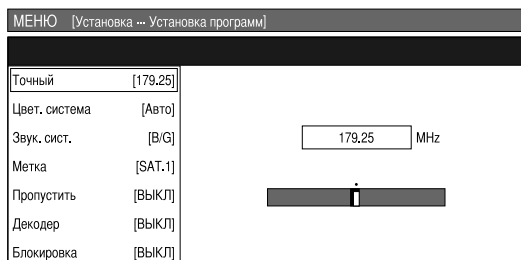 МЕНЮ [Установка ... Установка программ]
Точный [179.25]
Цвет. система [Авто]
Звук. сист. [B/G]
179.25 MHz
Метка [SAT.1]
Пропустить [ВЫКЛ]
Декодер [ВЫКЛ]
Блокировка [ВЫКЛ]